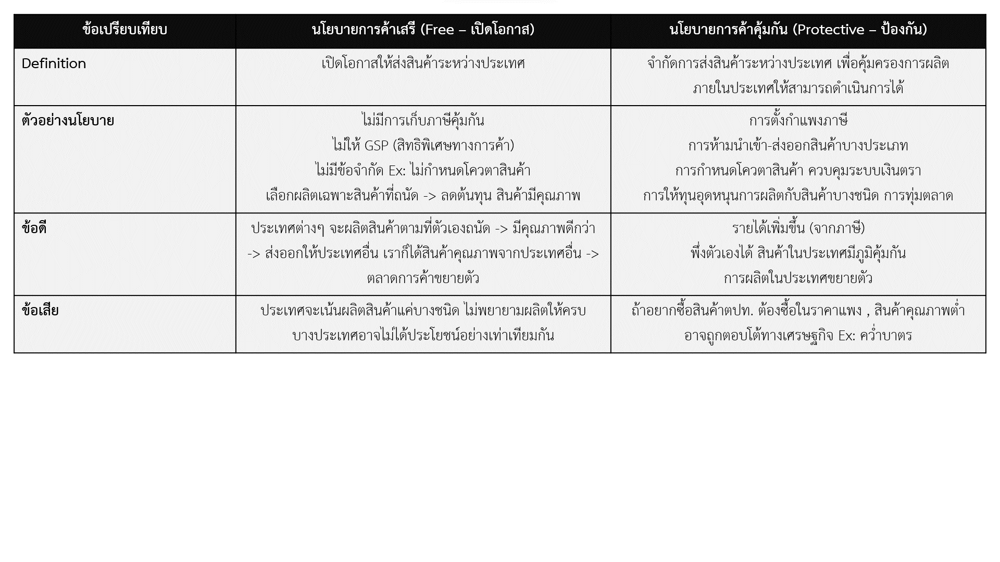 ข้อเปรียบเทียบ
นโยบายการค้าเสรี (Free – เปิดโอกาส)
นโยบายการค้าคุ้มกัน (Protective – ป้องกัน)
Definition
เปิดโอกาสให้ส่งสินค้าระหว่างประเทศ
จำกัดการส่งสินค้าระหว่างประเทศ เพื่อคุ้มครองการผลิต
ภายในประเทศให้สามารถดำเนินการได้
ตัวอย่างนโยบาย
ไม่มีการเก็บภาษีคุ้มกัน
ไม่ให้ GSP (สิทธิพิเศษทางการค้า)
ไม่มีข้อจำกัด Ex: ไม่กำหนดโควตาสินค้า
เลือกผลิตเฉพาะสินค้าที่ถนัด -> ลดต้นทุน สินค้ามีคุณภาพ
การตั้งกำแพงภาษี
การห้ามนำเข้า-ส่งออกสินค้าบางประเภท
การกำหนดโควตาสินค้า ควบคุมระบบเงินตรา
การให้ทุนอุดหนุนการผลิตกับสินค้าบางชนิด การทุ่มตลาด
ข้อดี
ประเทศต่างๆ จะผลิตสินค้าตามที่ตัวเองถนัด -> มีคุณภาพดีกว่า
-> ส่งออกให้ประเทศอื่น เราก็ได้สินค้าคุณภาพจากประเทศอื่น ->
ตลาดการค้าขยายตัว
รายได้เพิ่มขึ้น (จากภาษี)
พึ่งตัวเองได้ สินค้าในประเทศมีภูมิคุ้มกัน
การผลิตในประเทศขยายตัว
ข้อเสีย
ประเทศจะเน้นผลิตสินค้าแค่บางชนิด ไม่พยายามผลิตให้ครบ
บางประเทศอาจไม่ได้ประโยชน์อย่างเท่าเทียมกัน
ถ้าอยากซื้อสินค้าตปท. ต้องซื้อในราคาแพง , สินค้าคุณภาพต่ำ
อาจถูกตอบโต้ทางเศรษฐกิจ Ex: คว่ำบาตร